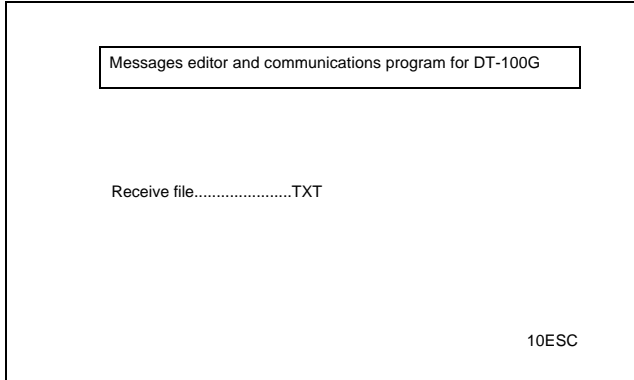 Messages editor and communications program for DT-100G
Receive file......................TXT
10ESC